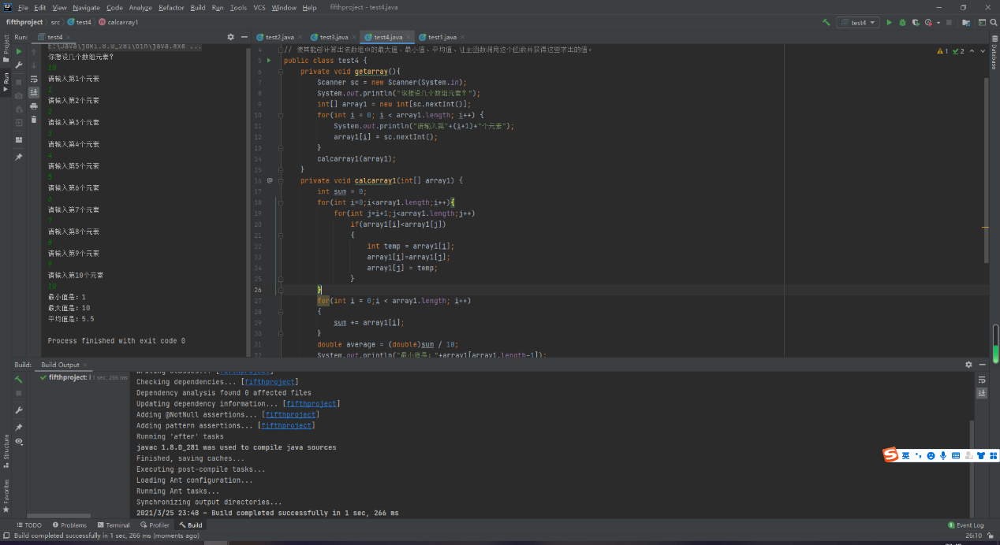 File Edit View Navigate Code Analyze Refactor Build Run Tools VCS Window Help fifthproject - test4.java
fifthproject src test4 calcarray1
test4
Run: test4
test2.java test3.java test4.java test1.java
Project
Run
Structure
Favorites
Database
E:\Java\jdk1.8.0_281\bin\java.exe ...
你想设几个数组元素？
10
请输入第1个元素
1
请输入第2个元素
2
请输入第3个元素
3
请输入第4个元素
4
请输入第5个元素
5
请输入第6个元素
6
请输入第7个元素
7
请输入第8个元素
8
请输入第9个元素
9
请输入第10个元素
10
最小值是：1
最大值是：10
平均值是：5.5
Process finished with exit code 0
1 2
4 // 使其能够计算出该数组中的最大值、最小值、平均值、让主函数调用这个函数并获得这些求出的值。
5 public class test4 {
6 private void getarray(){
7 Scanner sc = new Scanner(System.in);
8 System.out.println("你想设几个数组元素？");
9 int[] array1 = new int[sc.nextInt()];
10 for(int i = 0; i < array1.length; i++) {
11 System.out.println("请输入第"+(i+1)+"个元素");
12 array1[i] = sc.nextInt();
13 }
14 calcarray1(array1);
15 }
16 private void calcarray1(int[] array1) {
17 int sum = 0;
18 for(int i=0;i<array1.length;i++){
19 for(int j=i+1;j<array1.length;j++)
20 if(array1[i]<array1[j])
21 {
22 int temp = array1[i];
23 array1[i]=array1[j];
24 array1[j] = temp;
25 }
26 }
27 for(int i = 0;i < array1.length; i++)
28 {
29 sum += array1[i];
30 }
31 double average = (double)sum / 10;
32 System.out.println("最小值是："+array1[array1.length-1]);
Build: Build Output
fifthproject: i 1 sec, 266 ms
Writing classes... [fifthproject]
Checking dependencies... [fifthproject]
Dependency analysis found 0 affected files
Updating dependency information... [fifthproject]
Adding @NotNull assertions... [fifthproject]
Adding pattern assertions... [fifthproject]
Running 'after' tasks
javac 1.8.0_281 was used to compile java sources
Finished, saving caches...
Executing post-compile tasks...
Loading Ant configuration...
Running Ant tasks...
Synchronizing output directories...
2021/3/25 23:48 - Build completed successfully in 1 sec, 266 ms
英
TODO Problems Terminal Profiler Build
1 Event Log
Build completed successfully in 1 sec, 266 ms (moments ago)
26:10